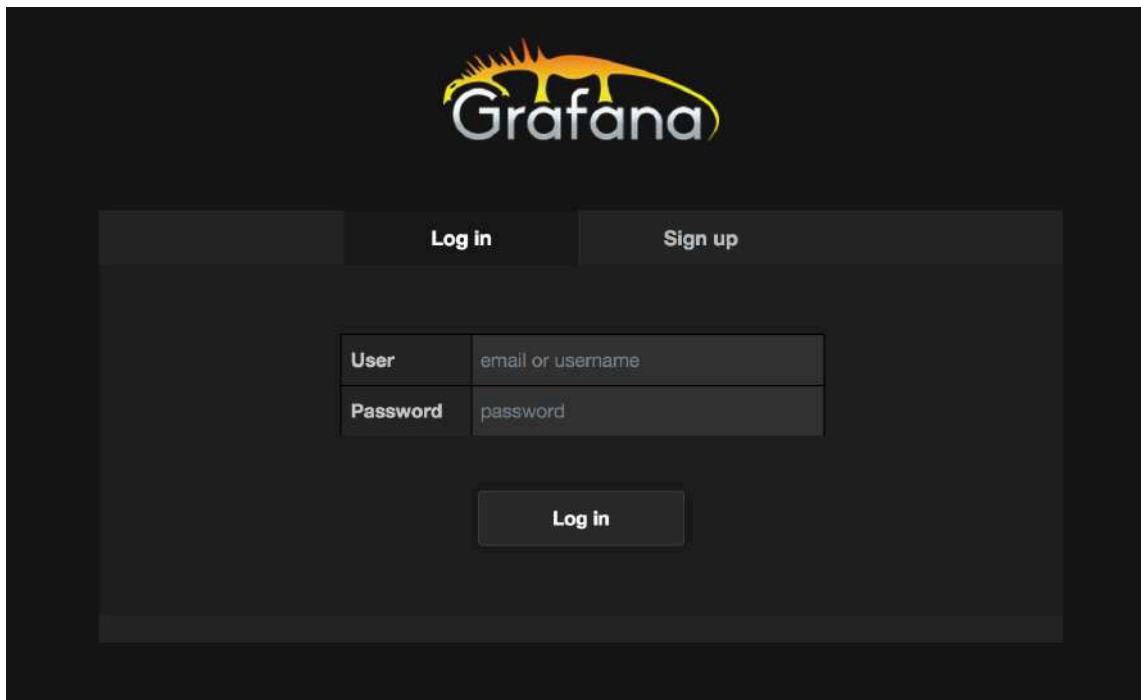 Grafana
Log in Sign up
User email or username
Password password
Log in